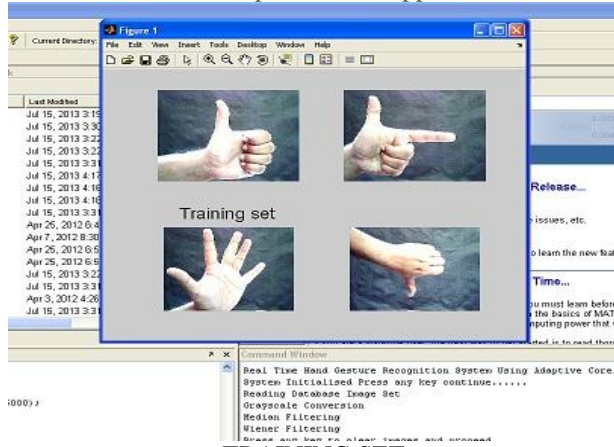 Figure 1
Current Directory:
File Edit View Insert Tools Desktop Window Help
Last Modified
Jul 15, 2013 3:15
Jul 15, 2013 3:30
Jul 15, 2013 3:22
Jul 15, 2013 3:22
Jul 15, 2013 3:31
Jul 15, 2013 4:17
Jul 15, 2013 4:16
Jul 15, 2013 4:16
Jul 15, 2013 3:31
Apr 25, 2012 6:4
Apr 7, 2012 8:30
Apr 25, 2012 6:5
Apr 25, 2012 6:5
Jul 15, 2013 3:22
Jul 15, 2013 3:31
Apr 3, 2012 4:26
Jul 15, 2013 3:31
Training set
Release...
issues, etc.
to learn the new feat
Time...
u must learn before
the basics of MAT
mputing power that
is to read
Command Window
Real Time Hand Gesture Recognition System Using Adaptive Core.
System Initialised Press any key continue......
Reading Database Image Set
Grayscale Conversion
Median Filtering
Wiener Filtering
Press any key to clear images and proceed
5000);